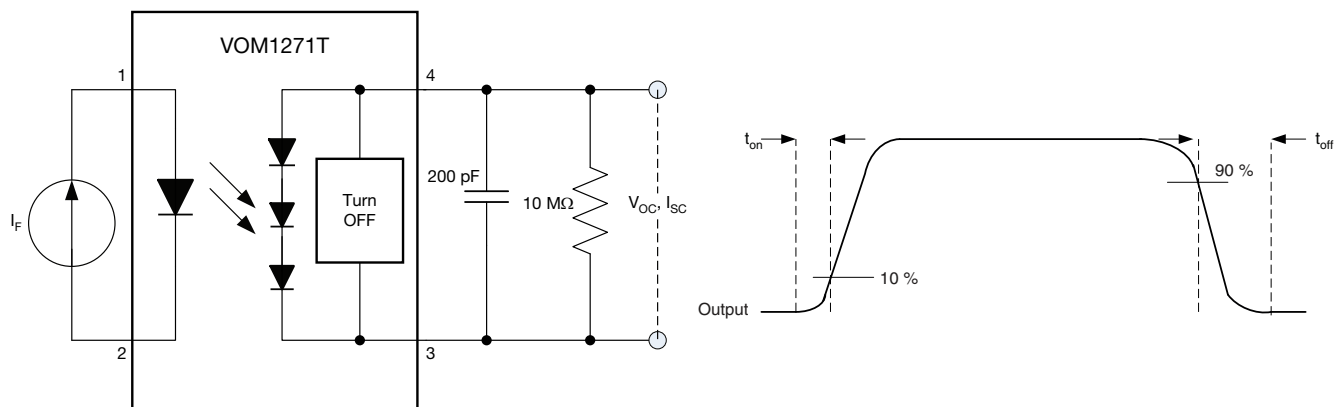 VOM1271T
1
4
t_on
t_off
90 %
200 pF
10 MΩ
Turn
OFF
V_OC, I_SC
I_F
10 %
Output
2
3